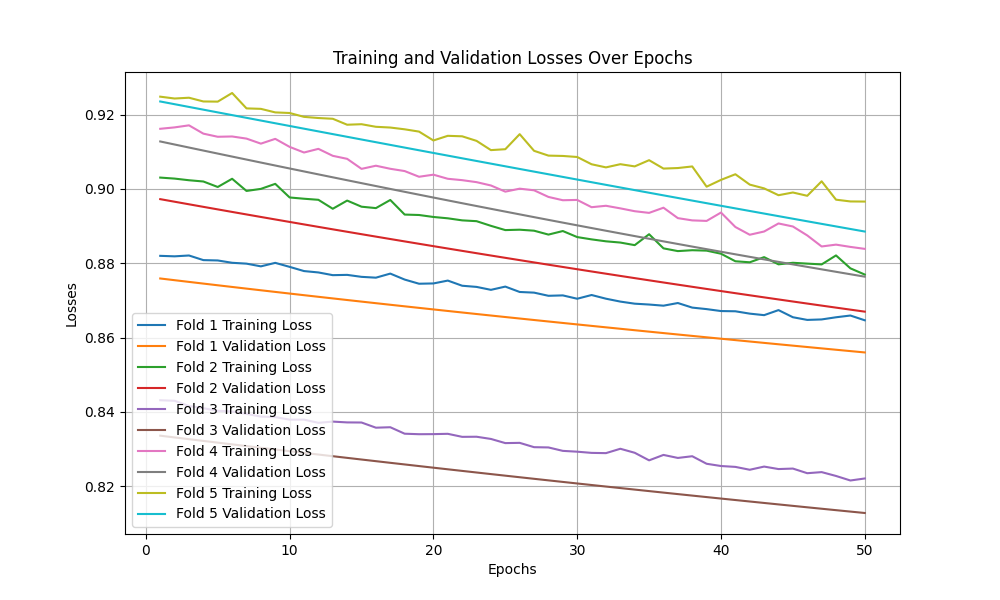 Training and Validation Losses Over Epochs
Losses
0.92
0.90
0.88
0.86
0.84
0.82
Fold 1 Training Loss
Fold 1 Validation Loss
Fold 2 Training Loss
Fold 2 Validation Loss
Fold 3 Training Loss
Fold 3 Validation Loss
Fold 4 Training Loss
Fold 4 Validation Loss
Fold 5 Training Loss
Fold 5 Validation Loss
0 10 20 30 40 50
Epochs